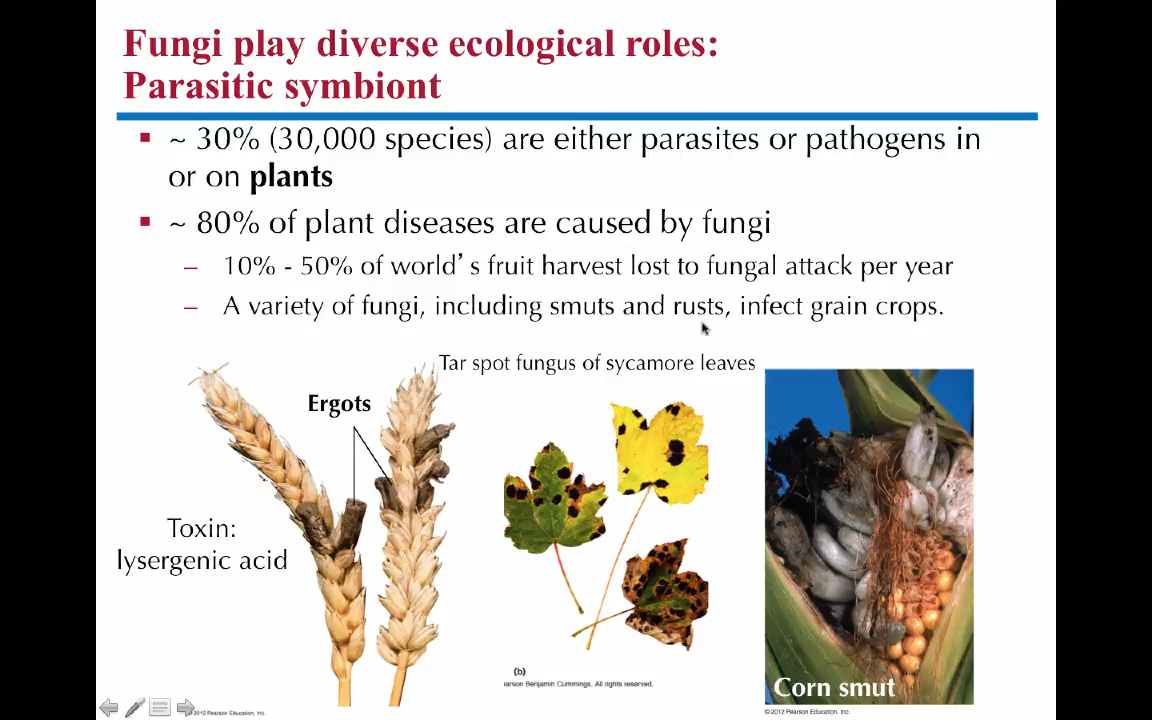 Fungi play diverse ecological roles:
Parasitic symbiont
~ 30% (30,000 species) are either parasites or pathogens in
or on plants
~ 80% of plant diseases are caused by fungi
– 10% - 50% of world's fruit harvest lost to fungal attack per year
– A variety of fungi, including smuts and rusts, infect grain crops.
Tar spot fungus of sycamore leaves
Ergots
Toxin:
lysergenic acid
(b)
earson Benjamin Cummings. All rights reserved.
Corn smut
© 2012 Pearson Education, Inc.
© 2012 Pearson Education, Inc.